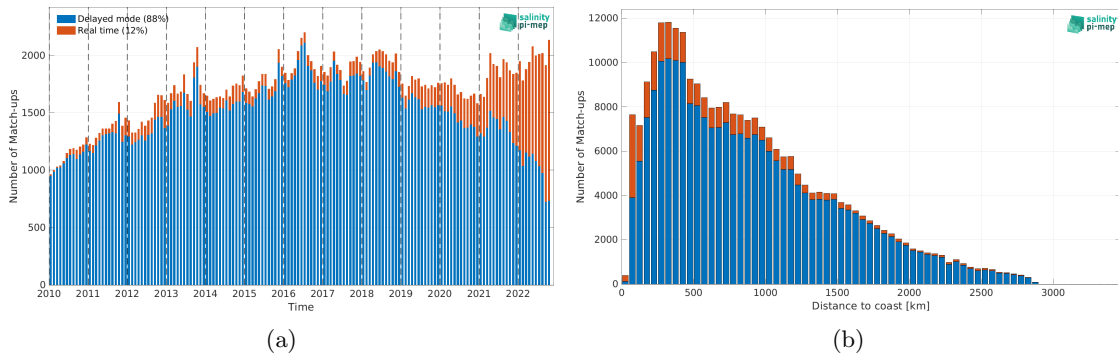 Delayed mode (88%)
Real time (12%)
salinity
pi-mep
Number of Match-ups
2000
1500
1000
500
0
2010 2011 2012 2013 2014 2015 2016 2017 2018 2019 2020 2021 2022
Time
(a)
salinity
pi-mep
Number of Match-ups
12000
10000
8000
6000
4000
2000
0
0 500 1000 1500 2000 2500 3000
Distance to coast [km]
(b)